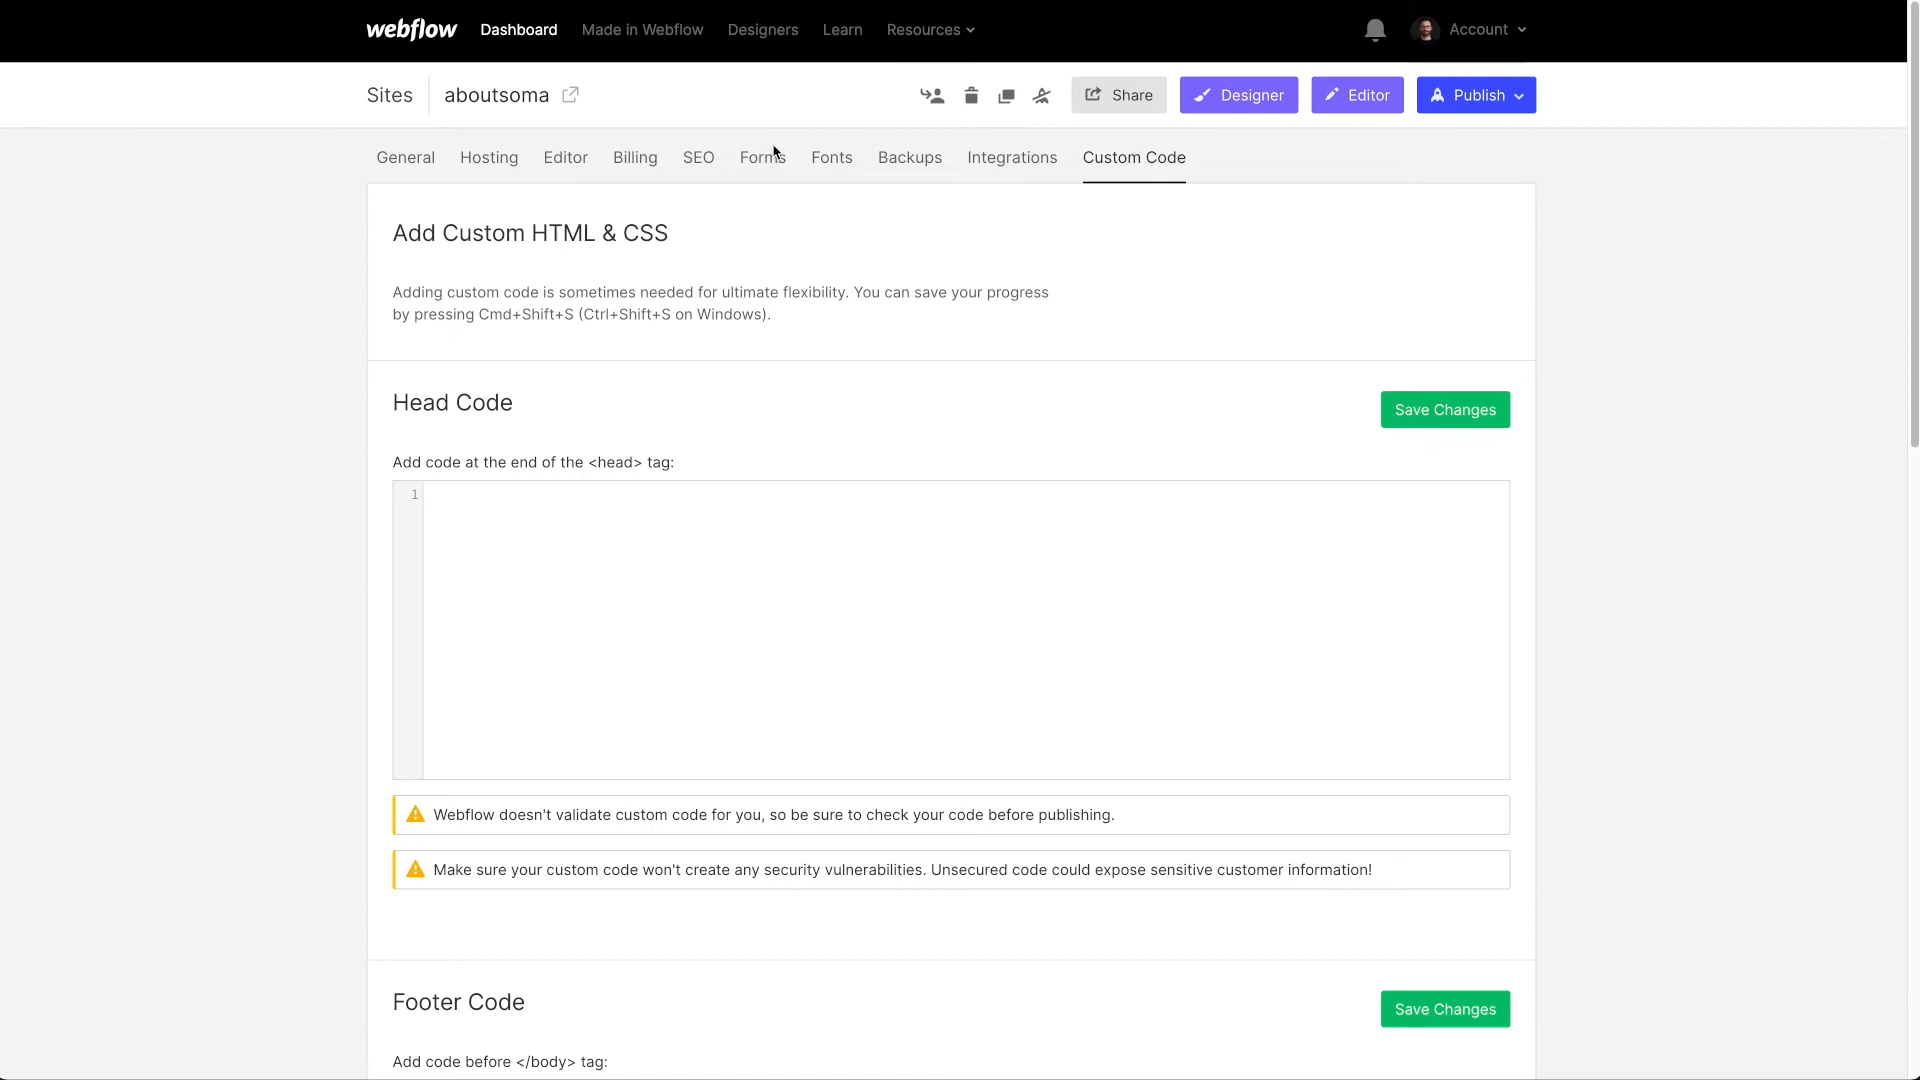 webflow Dashboard Made in Webflow Designers Learn Resources Account
Sites aboutsoma Share Designer Editor Publish
General Hosting Editor Billing SEO Forms Fonts Backups Integrations Custom Code
Add Custom HTML & CSS
Adding custom code is sometimes needed for ultimate flexibility. You can save your progress
by pressing Cmd+Shift+S (Ctrl+Shift+S on Windows).
Head Code Save Changes
Add code at the end of the <head> tag:
1
Webflow doesn't validate custom code for you, so be sure to check your code before publishing.
Make sure your custom code won't create any security vulnerabilities. Unsecured code could expose sensitive customer information!
Footer Code Save Changes
Add code before </body> tag: